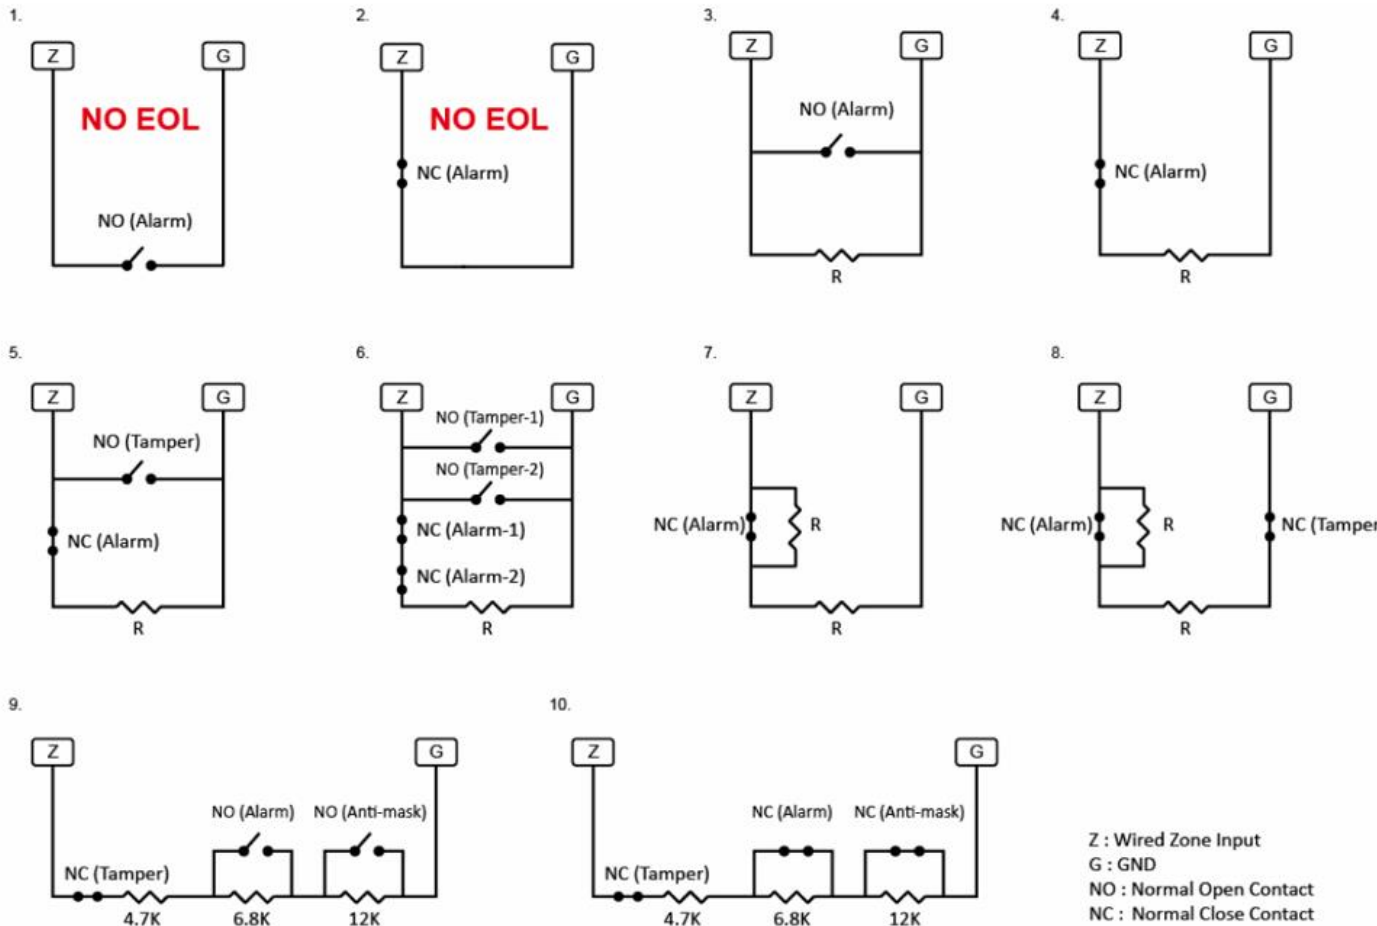 1.
Z
G
NO EOL
NO (Alarm)
2.
Z
G
NO EOL
NC (Alarm)
3.
Z
G
NO (Alarm)
R
4.
Z
G
NC (Alarm)
R
5.
Z
G
NO (Tamper)
NC (Alarm)
R
6.
Z
G
NO (Tamper-1)
NO (Tamper-2)
NC (Alarm-1)
NC (Alarm-2)
R
7.
Z
G
NC (Alarm)
R
R
8.
Z
G
NC (Alarm)
R
NC (Tamper
R
9.
Z
G
NO (Alarm)
NO (Anti-mask)
NC (Tamper)
4.7K
6.8K
12K
10.
Z
G
NC (Alarm)
NC (Anti-mask)
NC (Tamper)
4.7K
6.8K
12K
Z : Wired Zone Input
G : GND
NO : Normal Open Contact
NC : Normal Close Contact